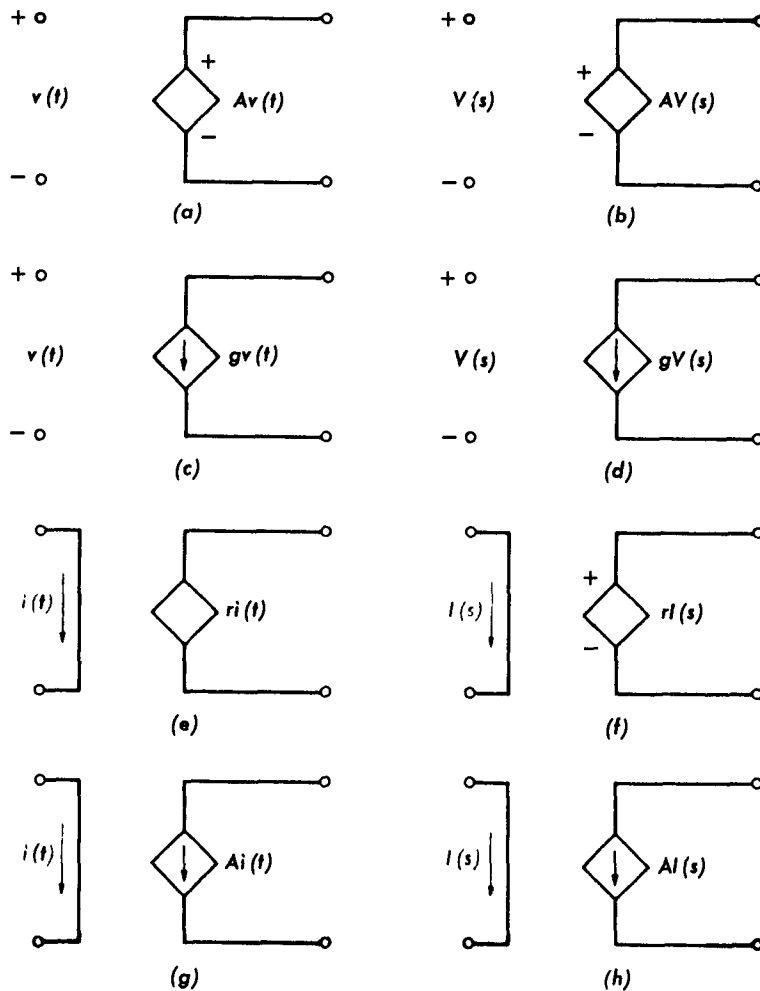 + +
v(t) + Av(t) − V(s) + AV(s) −
− −
(a) (b)
+ +
v(t) gv(t) V(s) gV(s)
− −
(c) (d)
i(t) ri(t) I(s) + rI(s) −
(e) (f)
i(t) Ai(t) I(s) AI(s)
(g) (h)